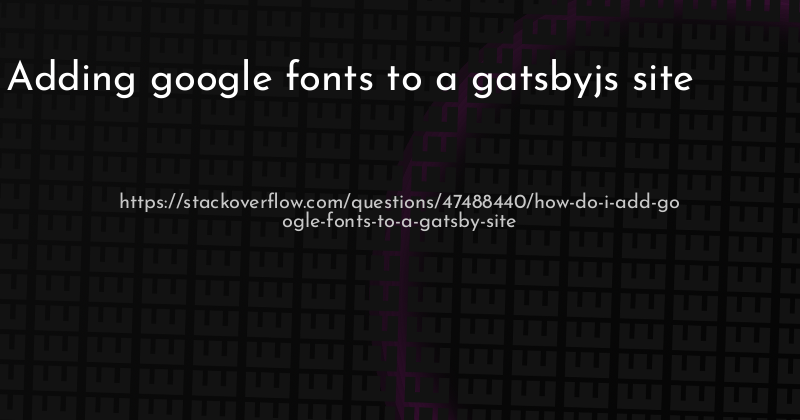 Adding google fonts to a gatsbyjs site
https://stackoverflow.com/questions/47488440/how-do-i-add-go
ogle-fonts-to-a-gatsby-site